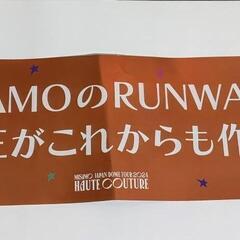 AMOのRUNWA
がこれからも作
MISAMO JAPAN DOME TOUR 2024
HAUTE COUTURE